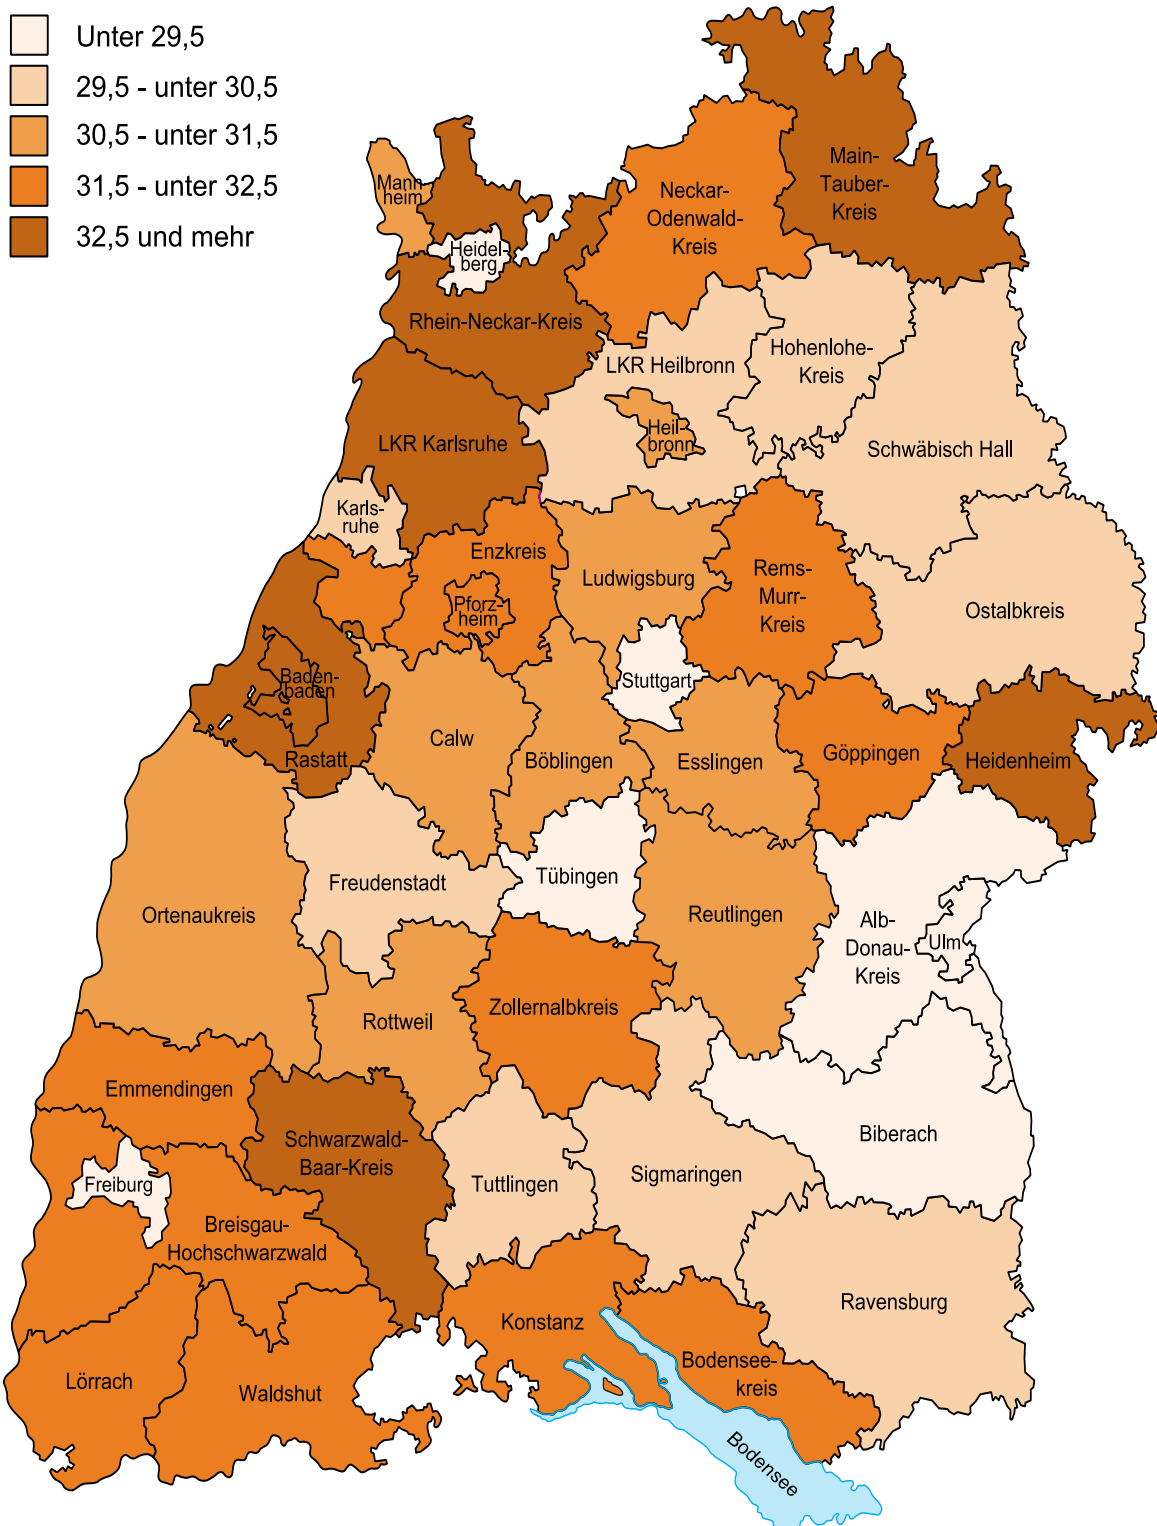 Unter 29,5
29,5 - unter 30,5
30,5 - unter 31,5
31,5 - unter 32,5
32,5 und mehr
Main-
Tauber-
Kreis
Neckar-
Odenwald-
Kreis
Mann
heim
Heidel-
berg
Rhein-Neckar-Kreis
LKR Heilbronn
Hohenlohe-
Kreis
Heil-
bronn
LKR Karlsruhe
Schwäbisch Hall
Karls-
ruhe
Enzkreis
Pforz-
heim
Ludwigsburg
Rems-
Murr-
Kreis
Ostalbkreis
Stuttgart
Baden-
baden
Rastatt
Calw
Böblingen
Esslingen
Göppingen
Heidenheim
Freudenstadt
Tübingen
Ortenaukreis
Reutlingen
Alb-
Donau-
Kreis
Ulm
Rottweil
Zollernalbkreis
Emmendingen
Schwarzwald-
Baar-Kreis
Biberach
Freiburg
Tuttlingen
Sigmaringen
Breisgau-
Hochschwarzwald
Konstanz
Ravensburg
Lörrach
Waldshut
Bodensee-
kreis
Bodensee